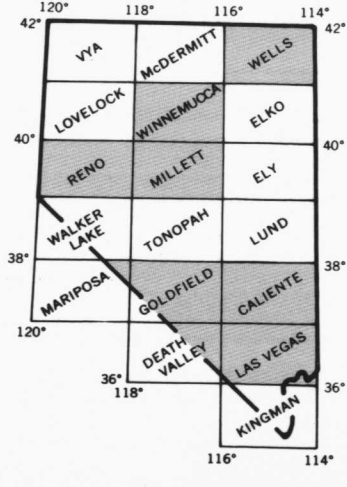 120° 118° 116° 114°
42° 42°
VYA McDERMITT WELLS
LOVELOCK WINNEMUCCA ELKO
40° 40°
RENO MILLETT ELY
WALKER LAKE TONOPAH LUND
38° 38°
MARIPOSA GOLDFIELD CALIENTE
120°
DEATH VALLEY LAS VEGAS
36° 36°
118°
KINGMAN
116° 114°